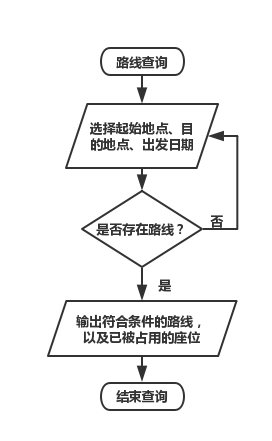 路线查询
选择起始地点、目
的地点、出发日期
是否存在路线？
否
是
输出符合条件的路线，
以及已被占用的座位
结束查询